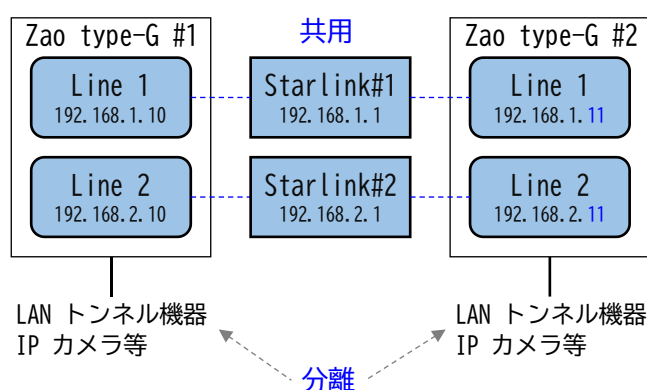 Zao type-G #1
共用
Zao type-G #2
Line 1
192.168.1.10
Starlink#1
192.168.1.1
Line 1
192.168.1.11
Line 2
192.168.2.10
Starlink#2
192.168.2.1
Line 2
192.168.2.11
LAN トンネル機器
IP カメラ等
LAN トンネル機器
IP カメラ等
分離